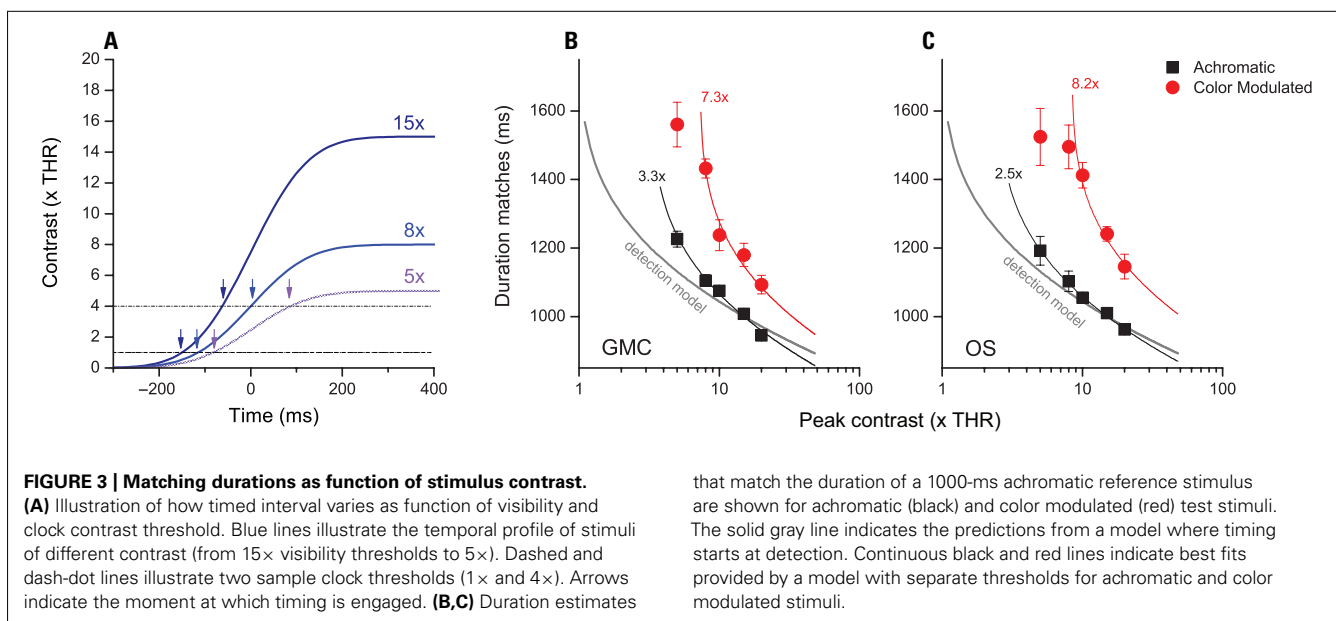 A
20
18
16
14
12
10
8
6
4
2
0
Contrast (x THR)
15x
8x
5x
−200
0
200
400
Time (ms)
B
1600
1400
1200
1000
Duration matches (ms)
7.3x
3.3x
detection model
GMC
1
10
100
C
1600
1400
1200
1000
8.2x
2.5x
detection model
OS
1
10
100
Peak contrast (x THR)
Achromatic
Color Modulated
FIGURE 3 | Matching durations as function of stimulus contrast.
(A) Illustration of how timed interval varies as function of visibility and
clock contrast threshold. Blue lines illustrate the temporal profile of stimuli
of different contrast (from 15× visibility thresholds to 5×). Dashed and
dash-dot lines illustrate two sample clock thresholds (1× and 4×). Arrows
indicate the moment at which timing is engaged. (B,C) Duration estimates
that match the duration of a 1000-ms achromatic reference stimulus
are shown for achromatic (black) and color modulated (red) test stimuli.
The solid gray line indicates the predictions from a model where timing
starts at detection. Continuous black and red lines indicate best fits
provided by a model with separate thresholds for achromatic and color
modulated stimuli.